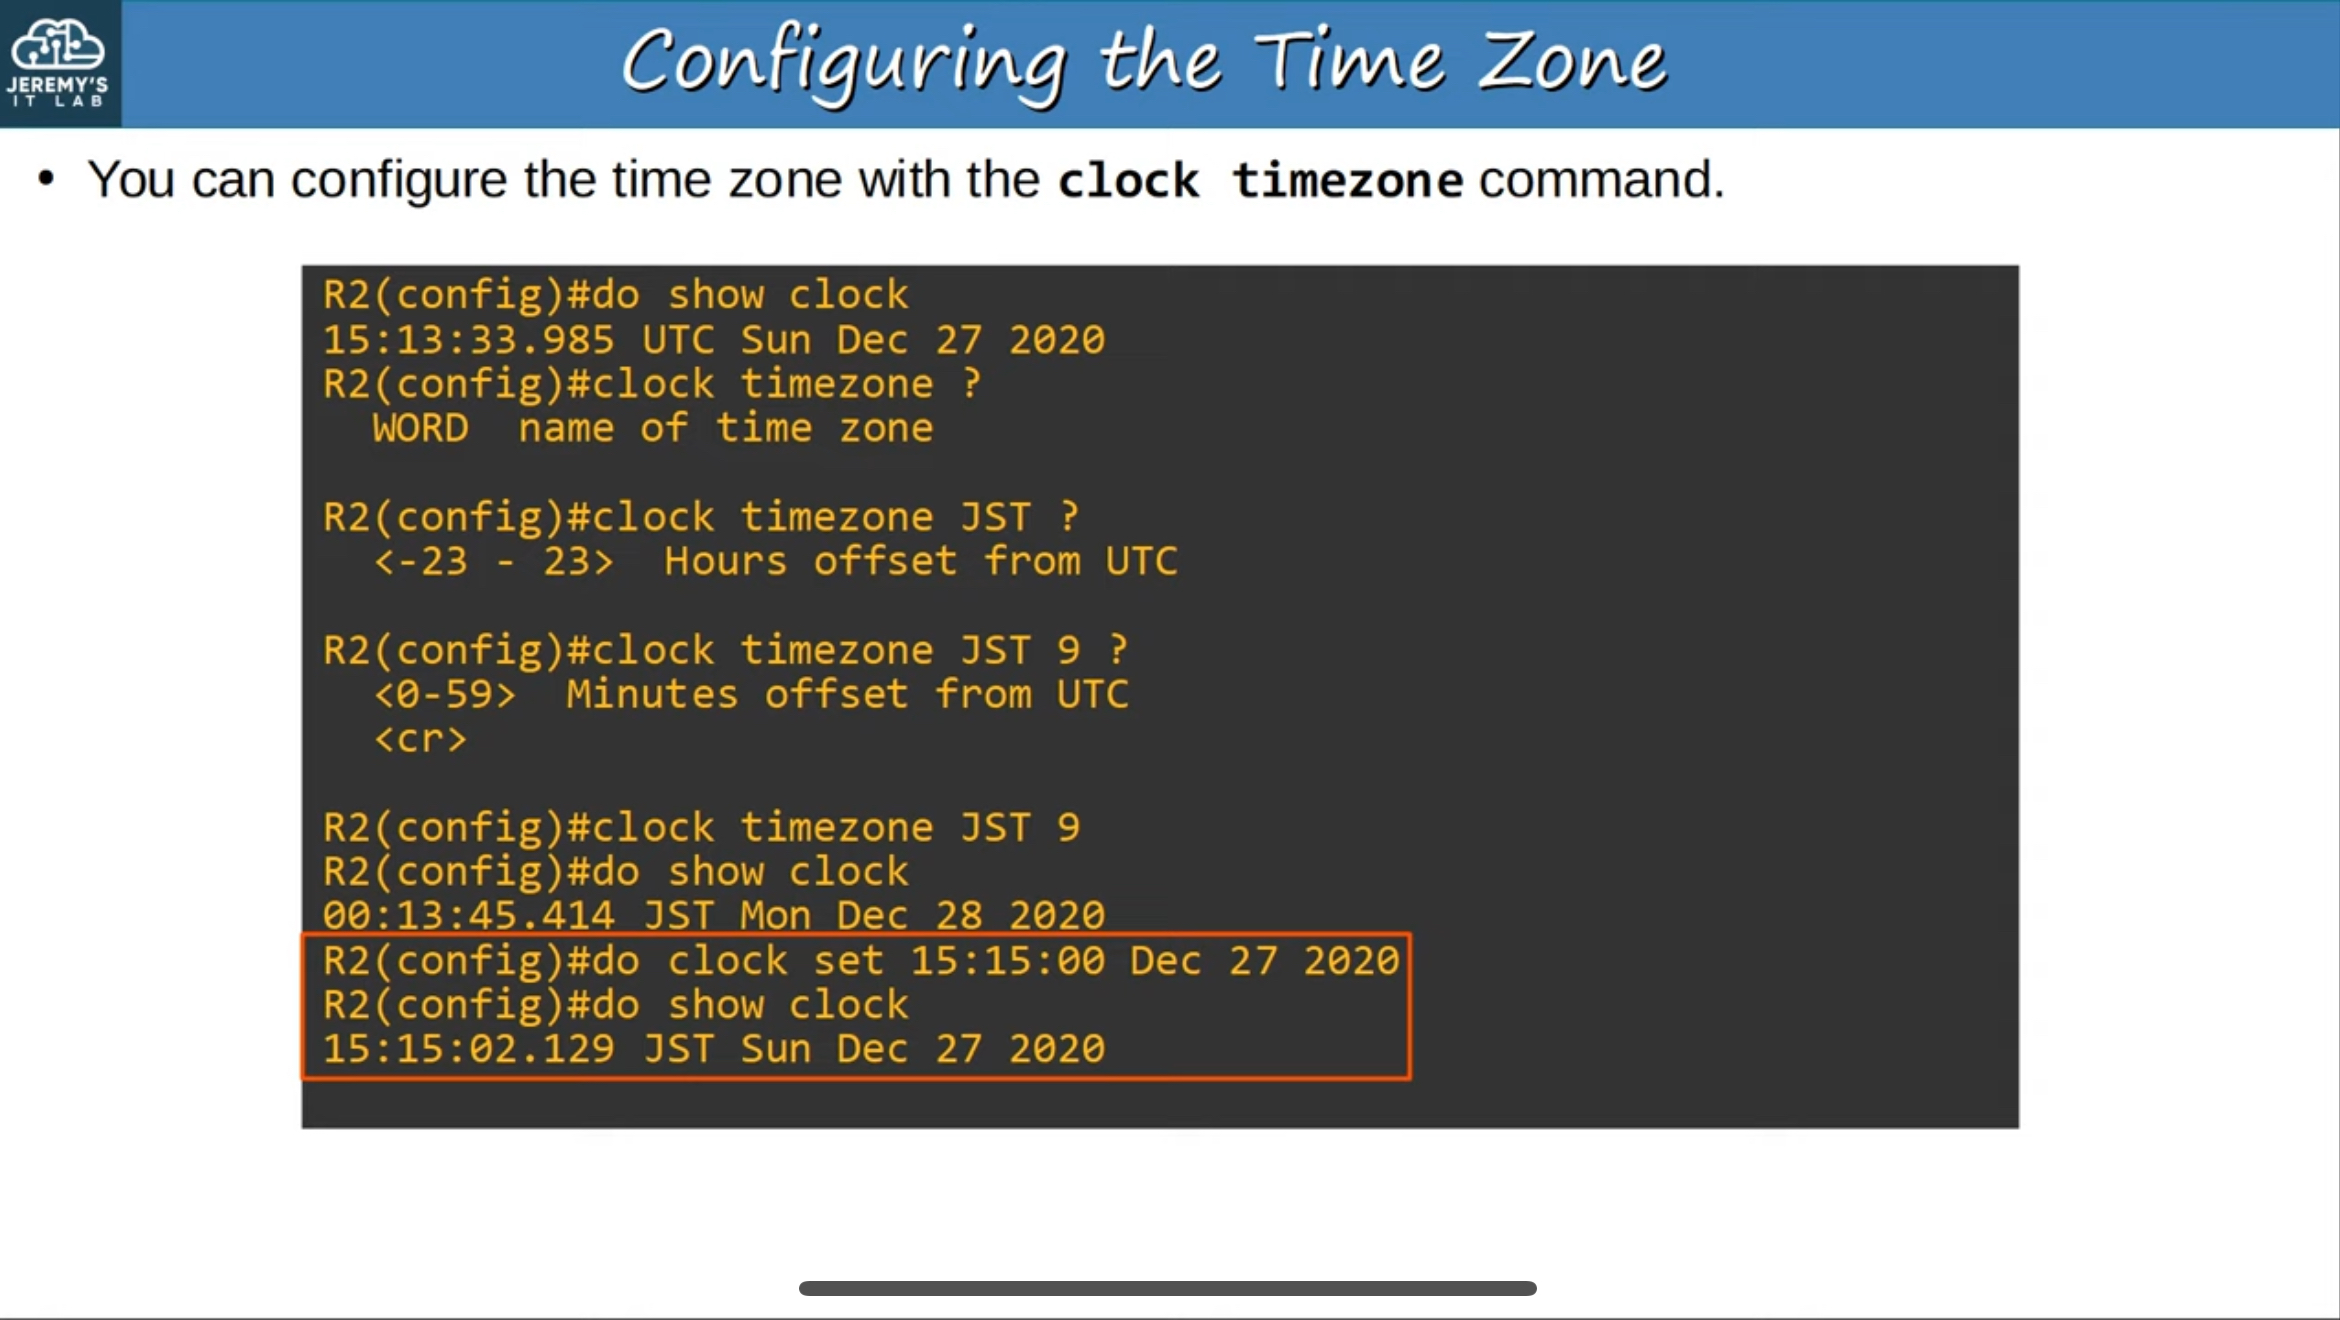 JEREMY'S
IT LAB
Configuring the Time Zone
• You can configure the time zone with the clock timezone command.
R2(config)#do show clock
15:13:33.985 UTC Sun Dec 27 2020
R2(config)#clock timezone ?
WORD name of time zone
R2(config)#clock timezone JST ?
<-23 - 23> Hours offset from UTC
R2(config)#clock timezone JST 9 ?
<0-59> Minutes offset from UTC
<cr>
R2(config)#clock timezone JST 9
R2(config)#do show clock
00:13:45.414 JST Mon Dec 28 2020
R2(config)#do clock set 15:15:00 Dec 27 2020
R2(config)#do show clock
15:15:02.129 JST Sun Dec 27 2020